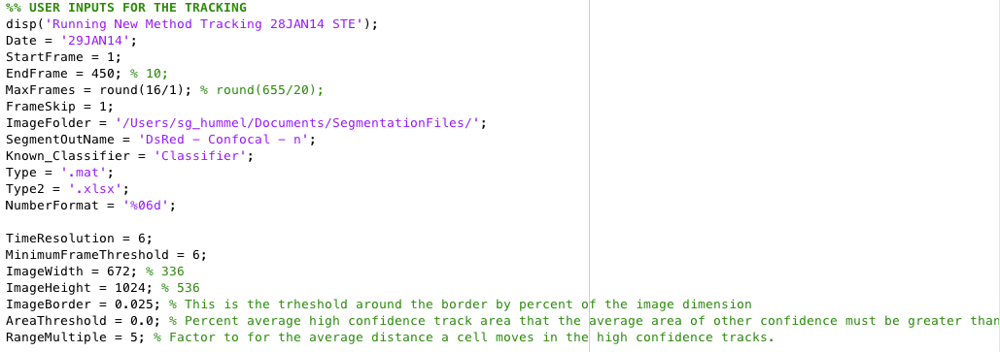 %% USER INPUTS FOR THE TRACKING
disp('Running New Method Tracking 28JAN14 STE');
Date = '29JAN14';
StartFrame = 1;
EndFrame = 450; % 10;
MaxFrames = round(16/1); % round(655/20);
FrameSkip = 1;
ImageFolder = '/Users/sg_hummel/Documents/SegmentationFiles/';
SegmentOutName = 'DsRed - Confocal - n';
Known_Classifier = 'Classifier';
Type = '.mat';
Type2 = '.xlsx';
NumberFormat = '%06d';
TimeResolution = 6;
MinimumFrameThreshold = 6;
ImageWidth = 672; % 336
ImageHeight = 1024; % 536
ImageBorder = 0.025; % This is the trheshold around the border by percent of the image dimension
AreaThreshold = 0.0; % Percent average high confidence track area that the average area of other confidence must be greater than
RangeMultiple = 5; % Factor to for the average distance a cell moves in the high confidence tracks.